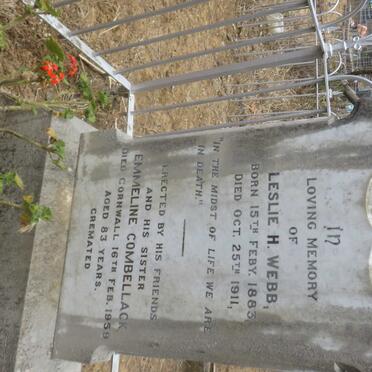 In
LOVING MEMORY
OF
LESLIE H. WEBB,
BORN 15TH FEBY. 1883,
DIED OCT. 25TH 1911,
"IN THE MIDST OF LIFE WE ARE
IN DEATH."
ERECTED BY HIS FRIENDS
AND HIS SISTER
EMMELINE COMBELLACK
DIED CORNWALL 16TH FEB. 1959
AGED 83 YEARS.
CREMATED